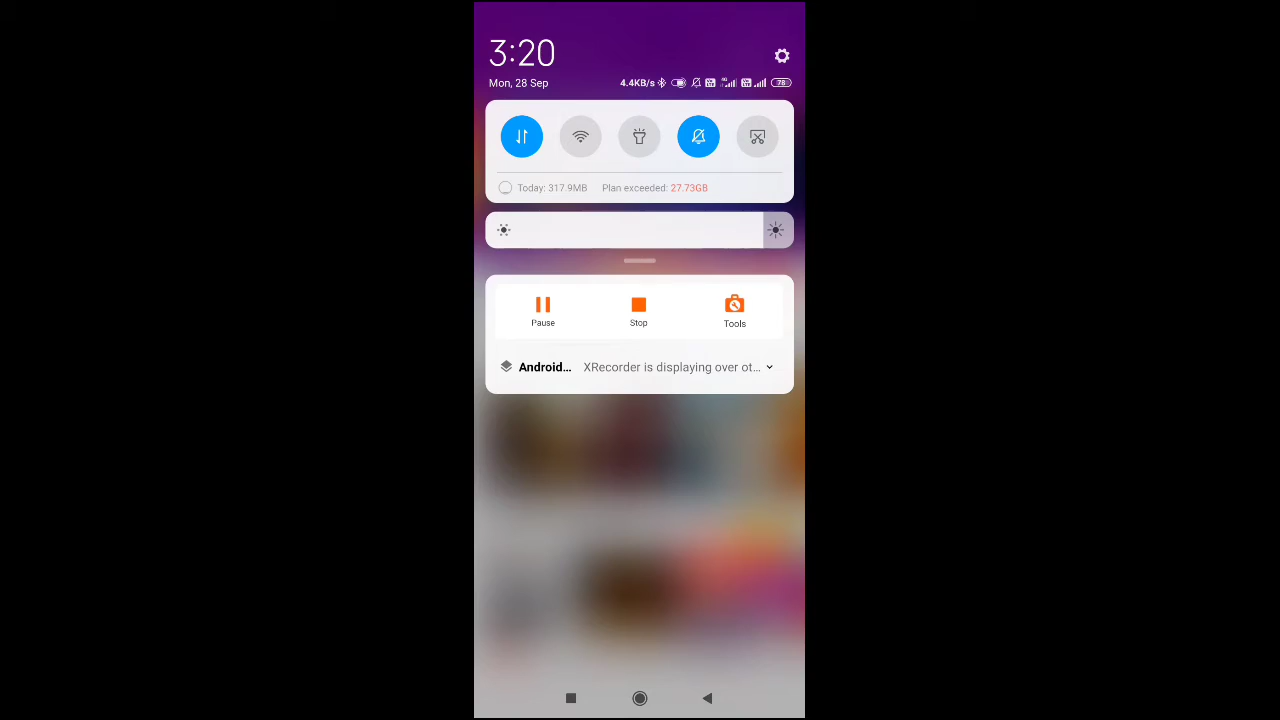 3:20
Mon, 28 Sep 4.4KB/s 78
Today: 317.9MB Plan exceeded: 27.73GB
Pause Stop Tools
Android... XRecorder is displaying over ot...